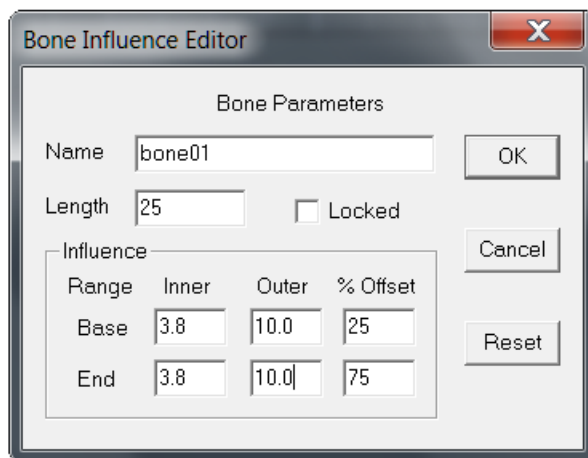 Bone Influence Editor
Bone Parameters
Name bone01
OK
Length 25 Locked
Influence
Cancel
Range Inner Outer % Offset
Base 3.8 10.0 25
Reset
End 3.8 10.0 75